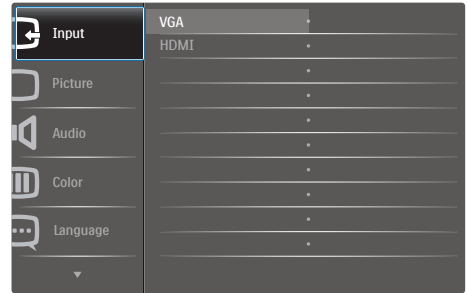 Input
VGA
HDMI
Picture
Audio
Color
Language